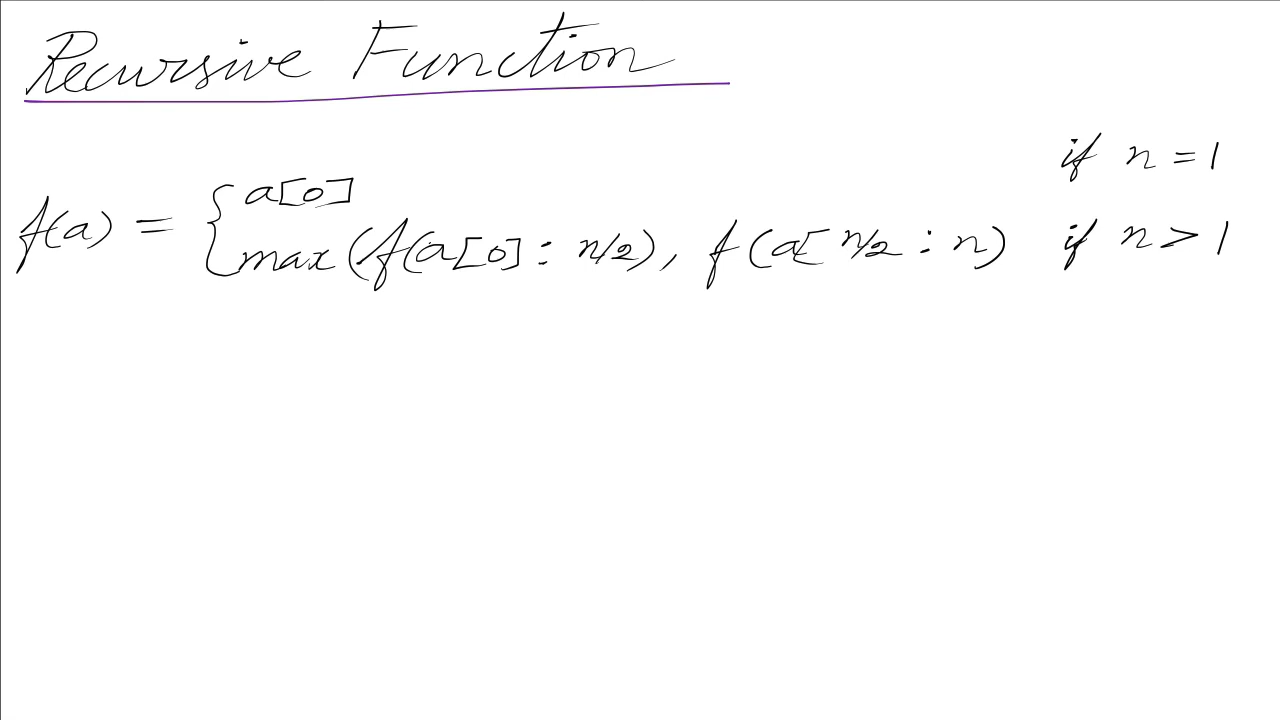 Recursive Function
if n = 1
f(a) = { a[0]
max (f(a[0] : n/2), f(a[ n/2 : n) if n > 1